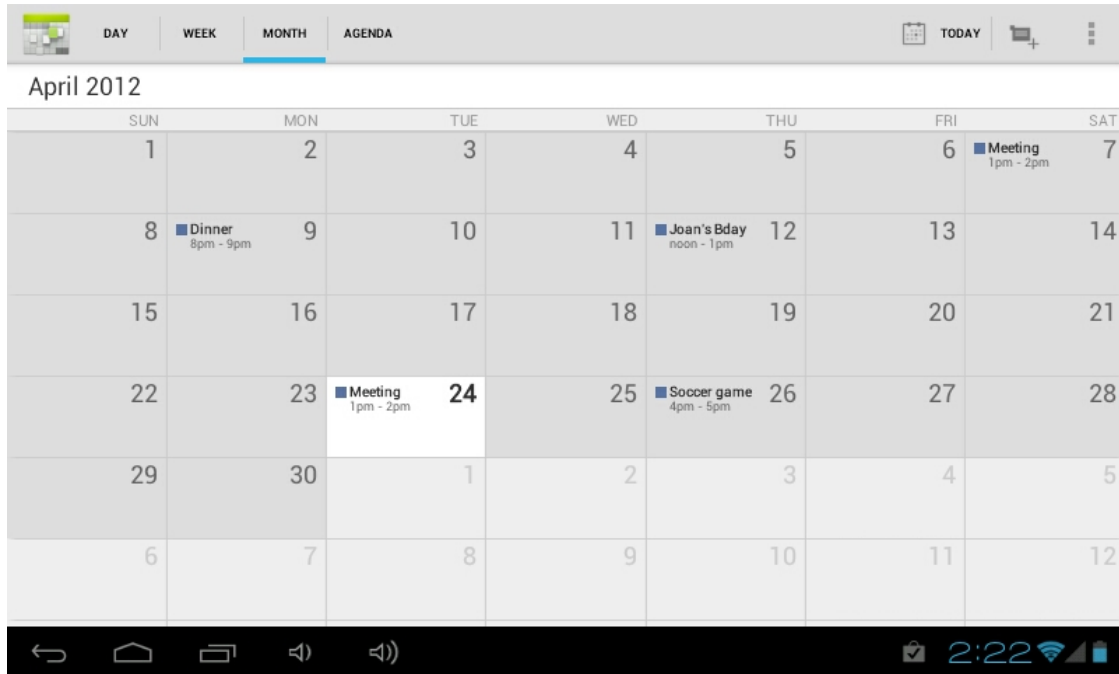 DAY WEEK MONTH AGENDA TODAY
April 2012
SUN MON TUE WED THU FRI SAT
1 2 3 4 5 6 Meeting 7
1pm - 2pm
8 Dinner 9 10 11 Joan's Bday 12 13 14
8pm - 9pm noon - 1pm
15 16 17 18 19 20 21
22 23 Meeting 24 25 Soccer game 26 27 28
1pm - 2pm 4pm - 5pm
29 30 1 2 3 4 5
6 7 8 9 10 11 12
2:22